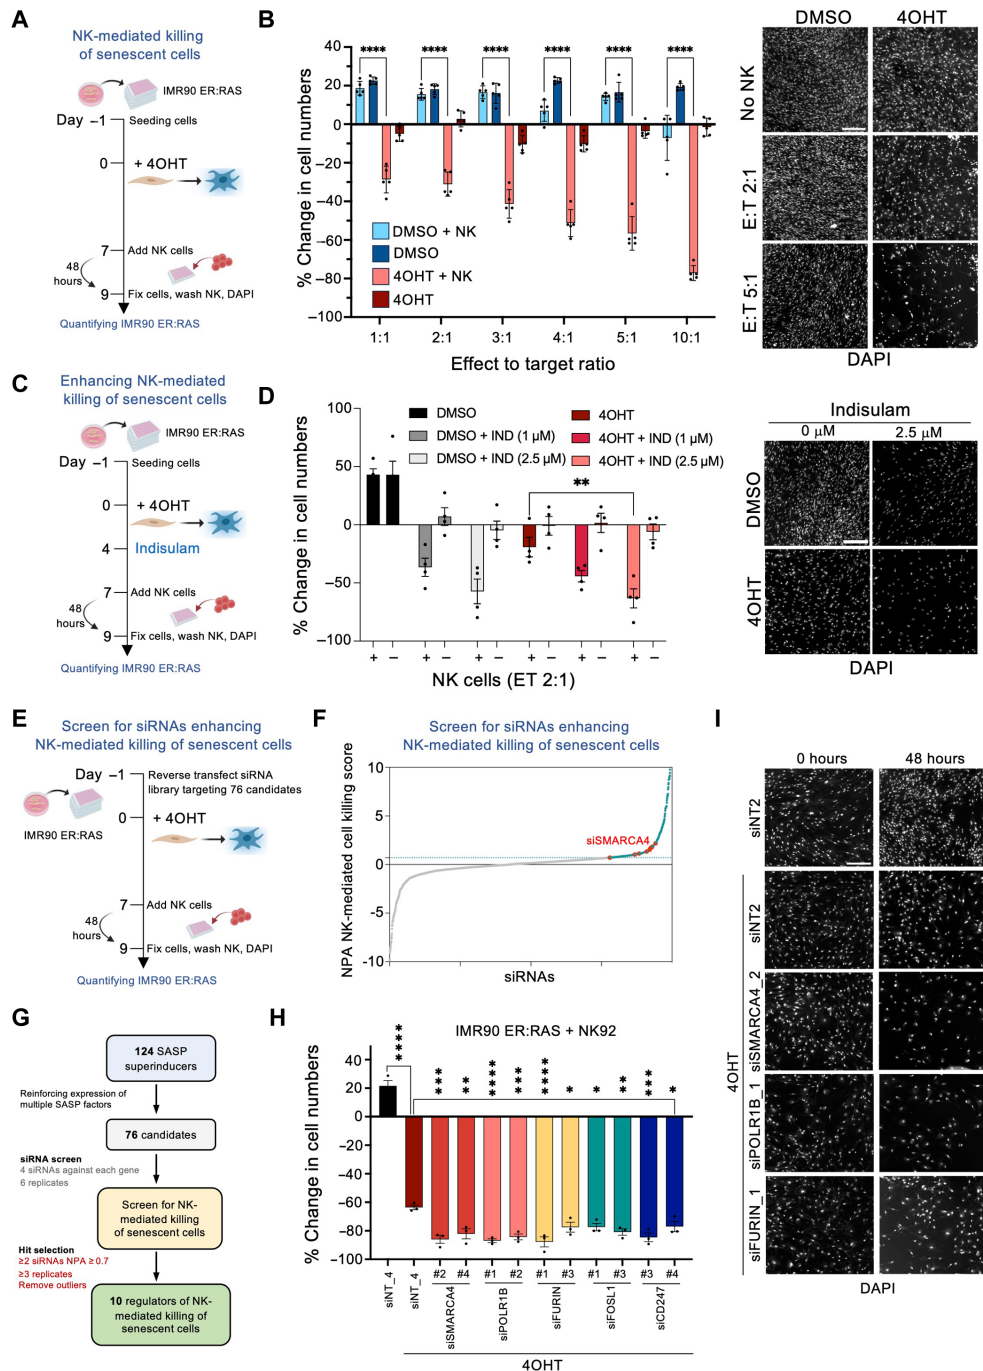 A
NK-mediated killing
of senescent cells
IMR90 ER:RAS
Day –1
Seeding cells
0
+ 4OHT
7
Add NK cells
48
hours
9
Fix cells, wash NK, DAPI
Quantifying IMR90 ER:RAS
B
% Change in cell numbers
40
20
0
–20
–40
–60
–80
–100
**** **** **** **** **** ****
DMSO + NK
DMSO
4OHT + NK
4OHT
1:1 2:1 3:1 4:1 5:1 10:1
Effect to target ratio
DMSO 4OHT
No NK
E:T 2:1
E:T 5:1
DAPI
C
Enhancing NK-mediated
killing of senescent cells
IMR90 ER:RAS
Day –1
Seeding cells
0
+ 4OHT
4
Indisulam
7
Add NK cells
48
hours
9
Fix cells, wash NK, DAPI
Quantifying IMR90 ER:RAS
D
% Change in cell numbers
100
50
0
–50
–100
DMSO
DMSO + IND (1 µM)
DMSO + IND (2.5 µM)
4OHT
4OHT + IND (1 µM)
4OHT + IND (2.5 µM)
**
+ – + – + – + – + – + –
NK cells (ET 2:1)
Indisulam
0 µM 2.5 µM
DMSO
4OHT
DAPI
E
Screen for siRNAs enhancing
NK-mediated killing of senescent cells
Day –1
Reverse transfect siRNA
library targeting 76 candidates
IMR90 ER:RAS
0
+ 4OHT
7
Add NK cells
48
hours
9
Fix cells, wash NK, DAPI
Quantifying IMR90 ER:RAS
F
Screen for siRNAs enhancing
NK-mediated killing of senescent cells
NPA NK-mediated cell killing score
10
5
0
-5
-10
siSMARCA4
siRNAs
G
124 SASP
superinducers
Reinforcing expression of
multiple SASP factors
76 candidates
siRNA screen
4 siRNAs against each gene
6 replicates
Screen for NK-
mediated killing
of senescent cells
Hit selection
≥2 siRNAs NPA ≥ 0.7
≥3 replicates
Remove outliers
10 regulators of NK-
mediated killing of
senescent cells
H
IMR90 ER:RAS + NK92
% Change in cell numbers
40
20
0
–20
–40
–60
–80
–100
**** *** ** **** *** **** * * ** *** *
siNT_4
siNT_4
#2 #4 #1 #2 #1 #3 #1 #3 #3 #4
siSMARCA4
siPOLR1B
siFURIN
siFOSL1
siCD247
4OHT
I
0 hours 48 hours
siNT2
siNT2
siSMARCA4_2
siPOLR1B_1
siFURIN_1
4OHT
DAPI